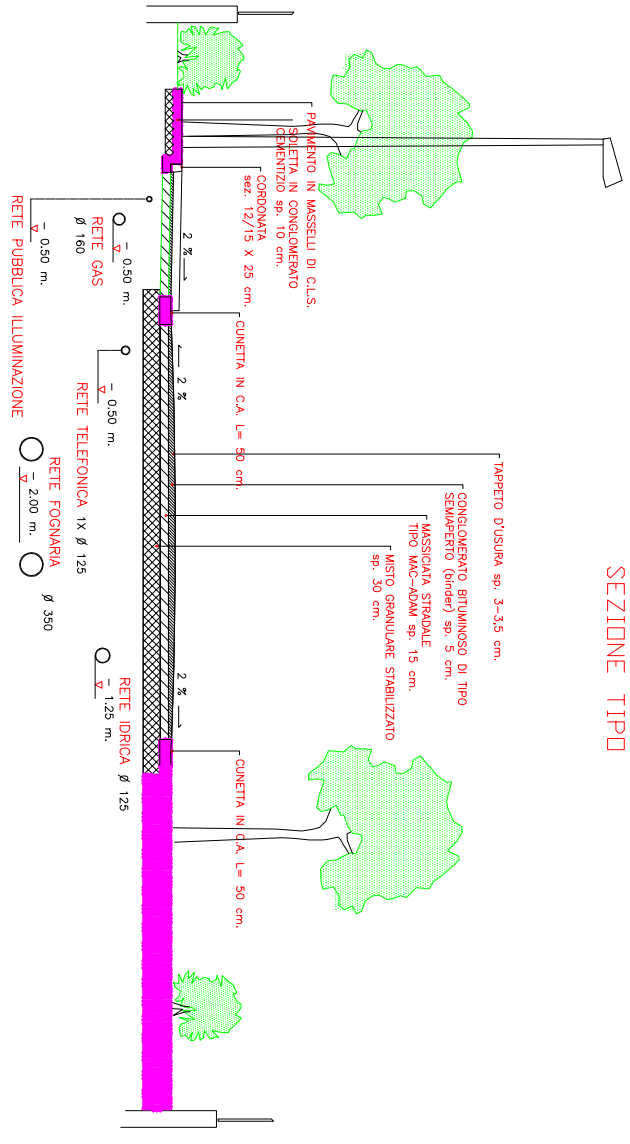 SEZIONE TIPO
PAVIMENTO IN MASSELLI DI C.L.S.
SOLETTA IN CONGLOMERATO
CEMENTIZIO sp. 10 cm.
CORDONATA
sez. 12/15 X 25 cm.
CUNETTA IN C.A. L= 50 cm.
TAPPETO D'USURA sp. 3-3,5 cm.
CONGLOMERATO BITUMINOSO DI TIPO
SEMIAPERTO (binder) sp. 5 cm.
MASSICIATA STRADALE
TIPO MAC-ADAM sp. 15 cm.
MISTO GRANULARE STABILIZZATO
sp. 30 cm.
CUNETTA IN C.A. L= 50 cm.
2 %
2 %
2 %
- 0.50 m.
RETE GAS
Ø 160
- 0.50 m.
RETE PUBBLICA ILLUMINAZIONE
- 0.50 m.
RETE TELEFONICA 1X Ø 125
RETE FOGNARIA
- 2.00 m.
Ø 350
RETE IDRICA Ø 125
- 1.25 m.